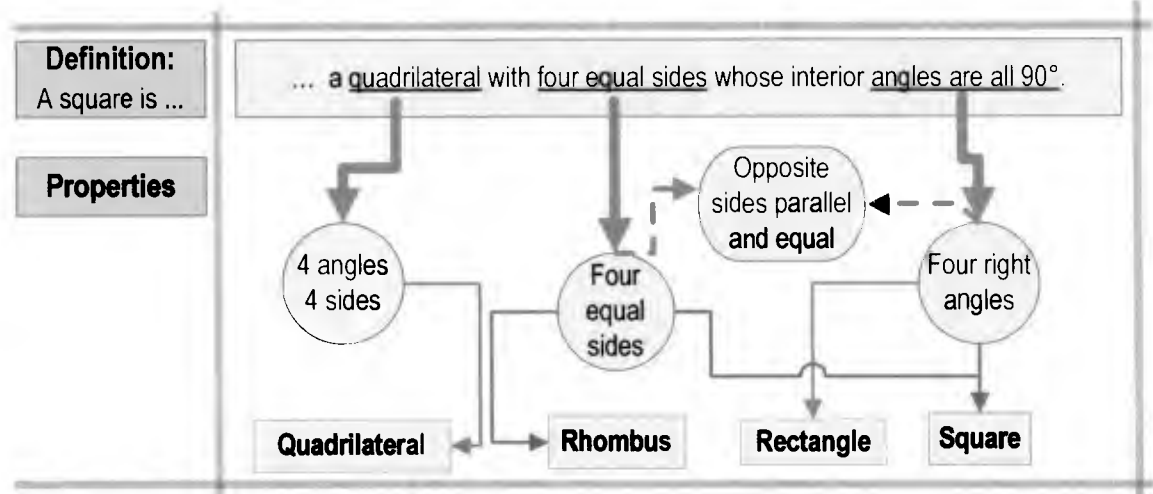 Definition:
A square is ...
... a quadrilateral with four equal sides whose interior angles are all 90°.
Properties
Opposite
sides parallel
and equal
4 angles
4 sides
Four
equal
sides
Four right
angles
Quadrilateral
Rhombus
Rectangle
Square